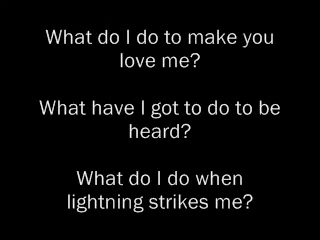 What do I do to make you
love me?
What have I got to do to be
heard?
What do I do when
lightning strikes me?